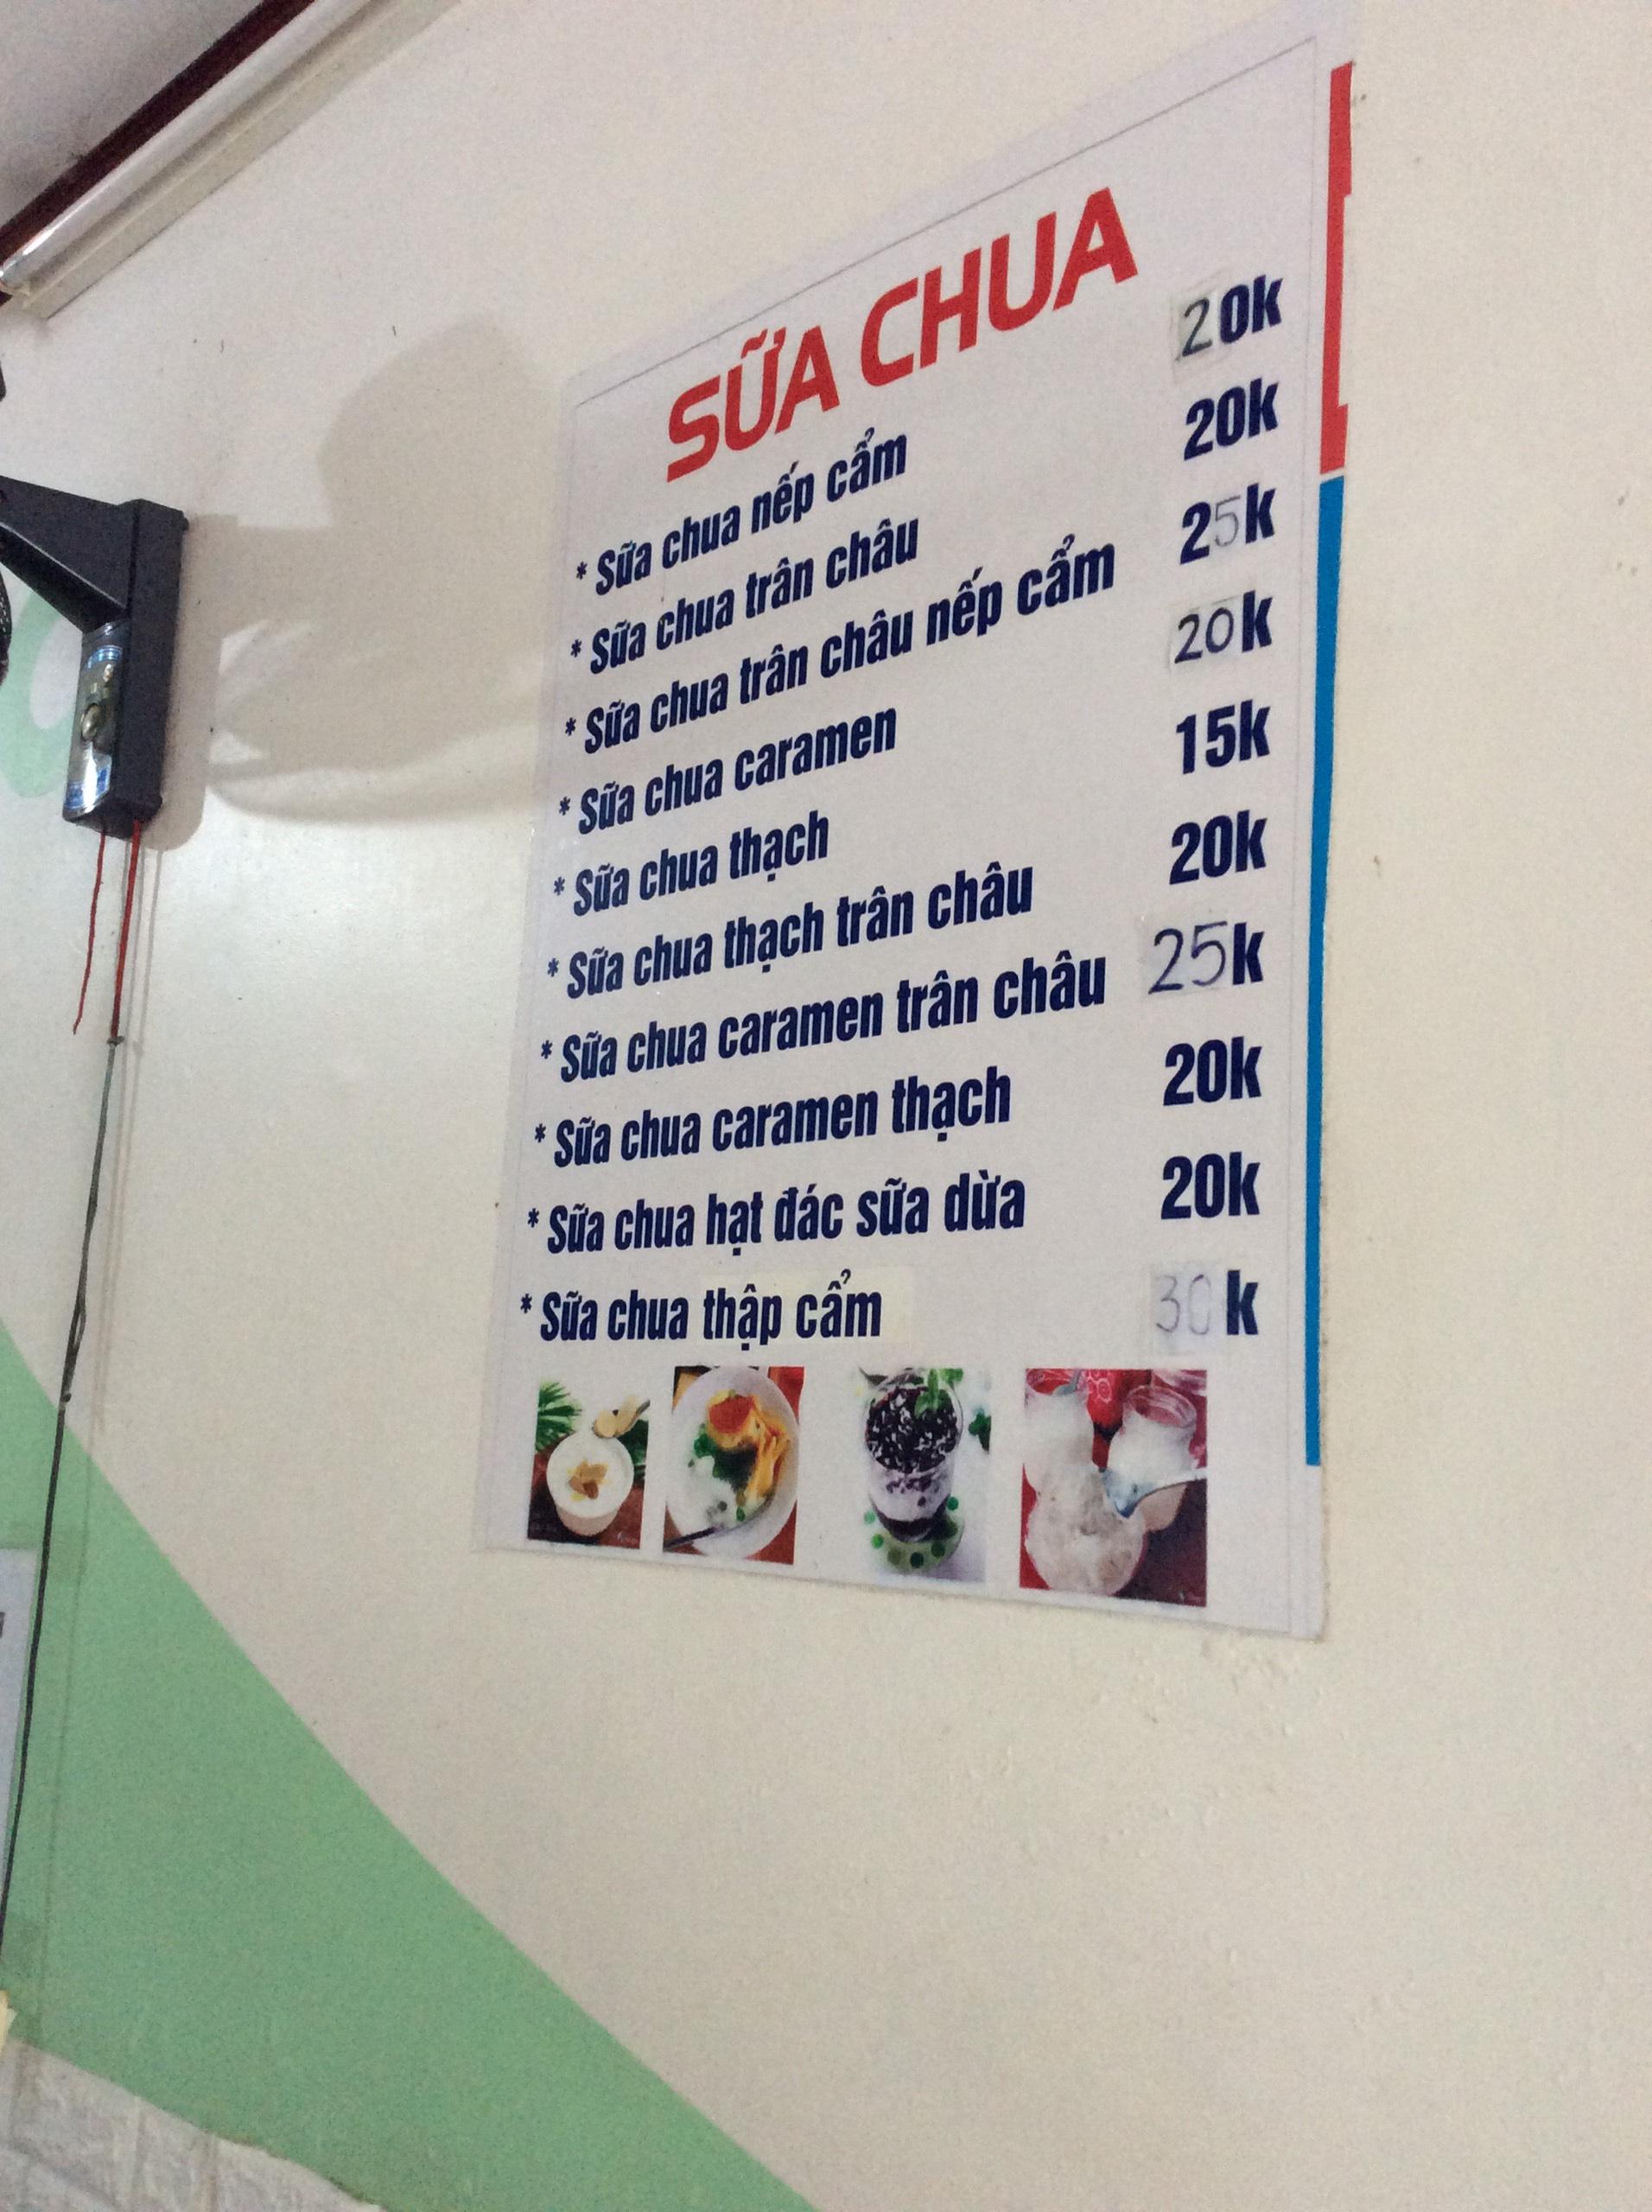 SỮA CHUA
* Sữa chua nếp cẩm 20k
* Sữa chua trân châu 20k
* Sữa chua trân châu nếp cẩm 25k
* Sữa chua caramen 20k
* Sữa chua thạch 15k
* Sữa chua thạch trân châu 20k
* Sữa chua caramen trân châu 25k
* Sữa chua caramen thạch 20k
* Sữa chua hạt đác sữa dừa 20k
* Sữa chua thập cẩm 30k